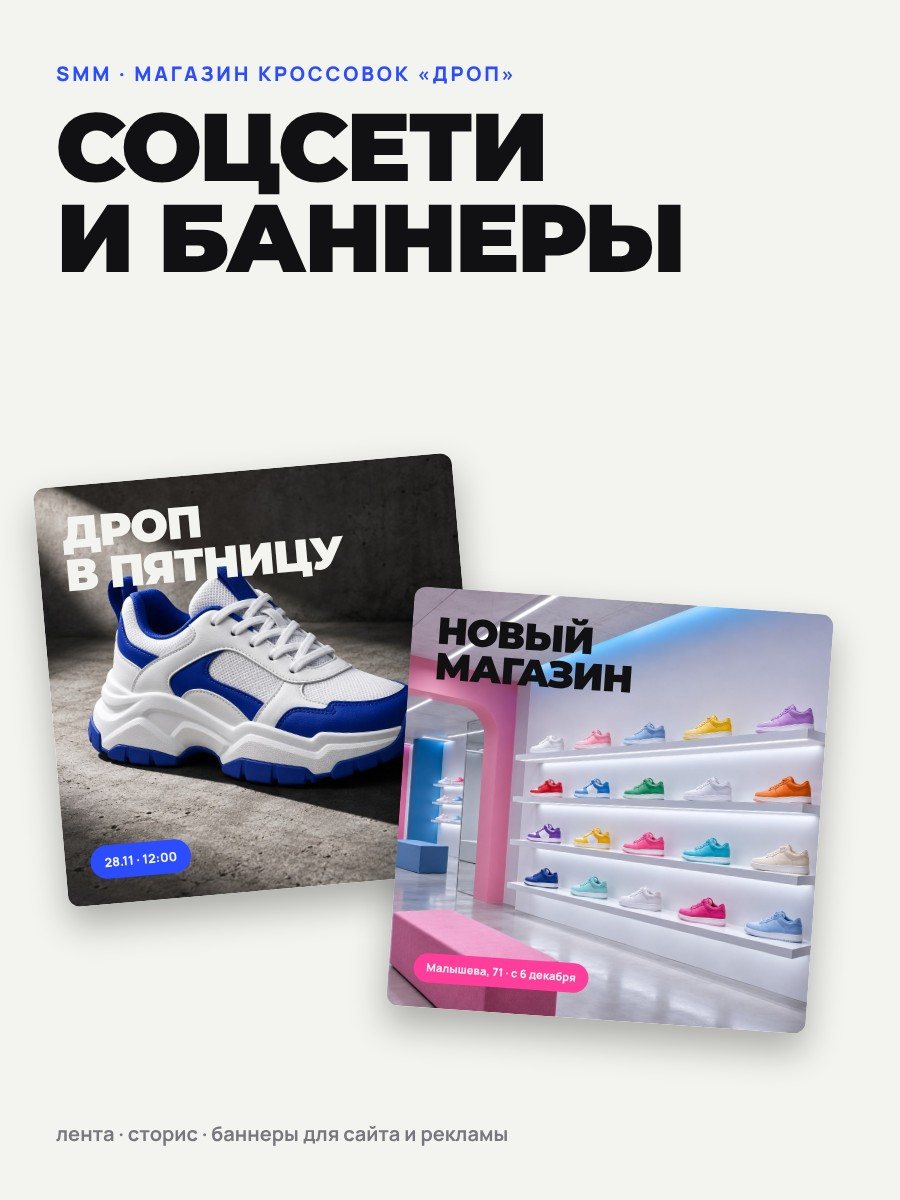 SMM · МАГАЗИН КРОССОВОК «ДРОП»
СОЦСЕТИ
И БАННЕРЫ
ДРОП
В ПЯТНИЦУ
28.11 · 12:00
НОВЫЙ
МАГАЗИН
Малышева, 71 · с 6 декабря
лента · сторис · баннеры для сайта и рекламы